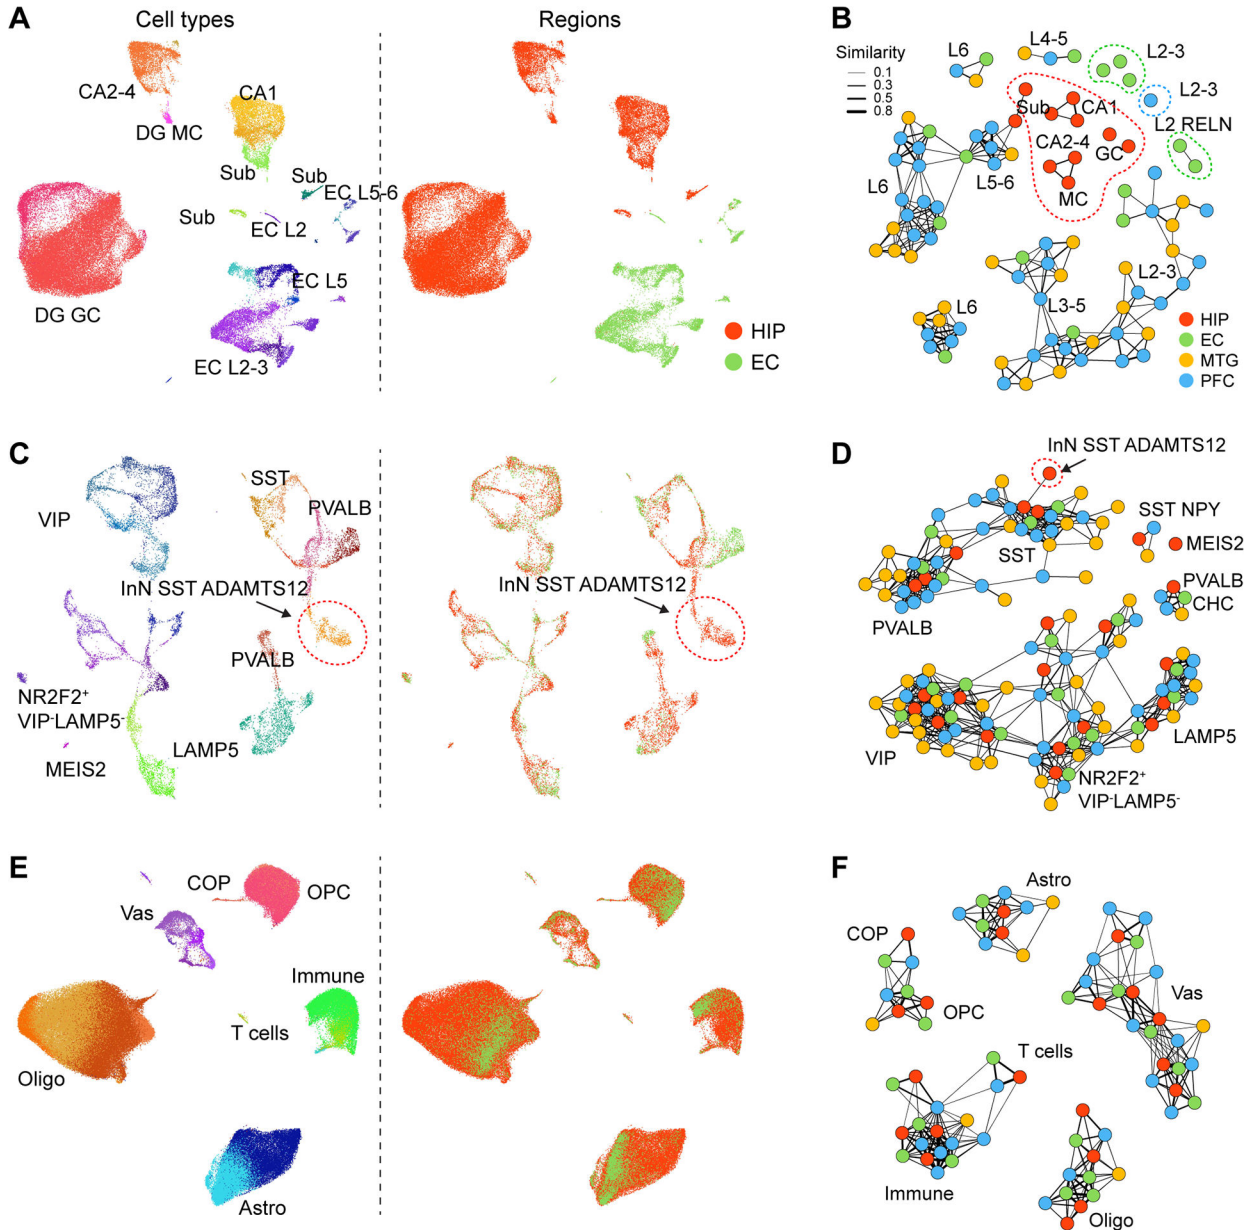 A
Cell types
Regions
CA2-4
CA1
DG MC
Sub
Sub
EC L5-6
Sub
EC L2
EC L5
DG GC
EC L2-3
HIP
EC
B
Similarity
0.1
0.3
0.5
0.8
L6
L4-5
L2-3
L2-3
Sub
CA1
L2 RELN
CA2-4
GC
L6
L5-6
MC
L2-3
L3-5
L6
HIP
EC
MTG
PFC
C
VIP
SST
PVALB
InN SST ADAMTS12
InN SST ADAMTS12
PVALB
NR2F2⁺
VIP⁻LAMP5⁻
LAMP5
MEIS2
D
InN SST ADAMTS12
SST NPY
MEIS2
SST
PVALB
CHC
PVALB
LAMP5
VIP
NR2F2⁺
VIP⁻LAMP5⁻
E
COP
OPC
Vas
Immune
T cells
Oligo
Astro
F
Astro
COP
Vas
OPC
T cells
Immune
Oligo